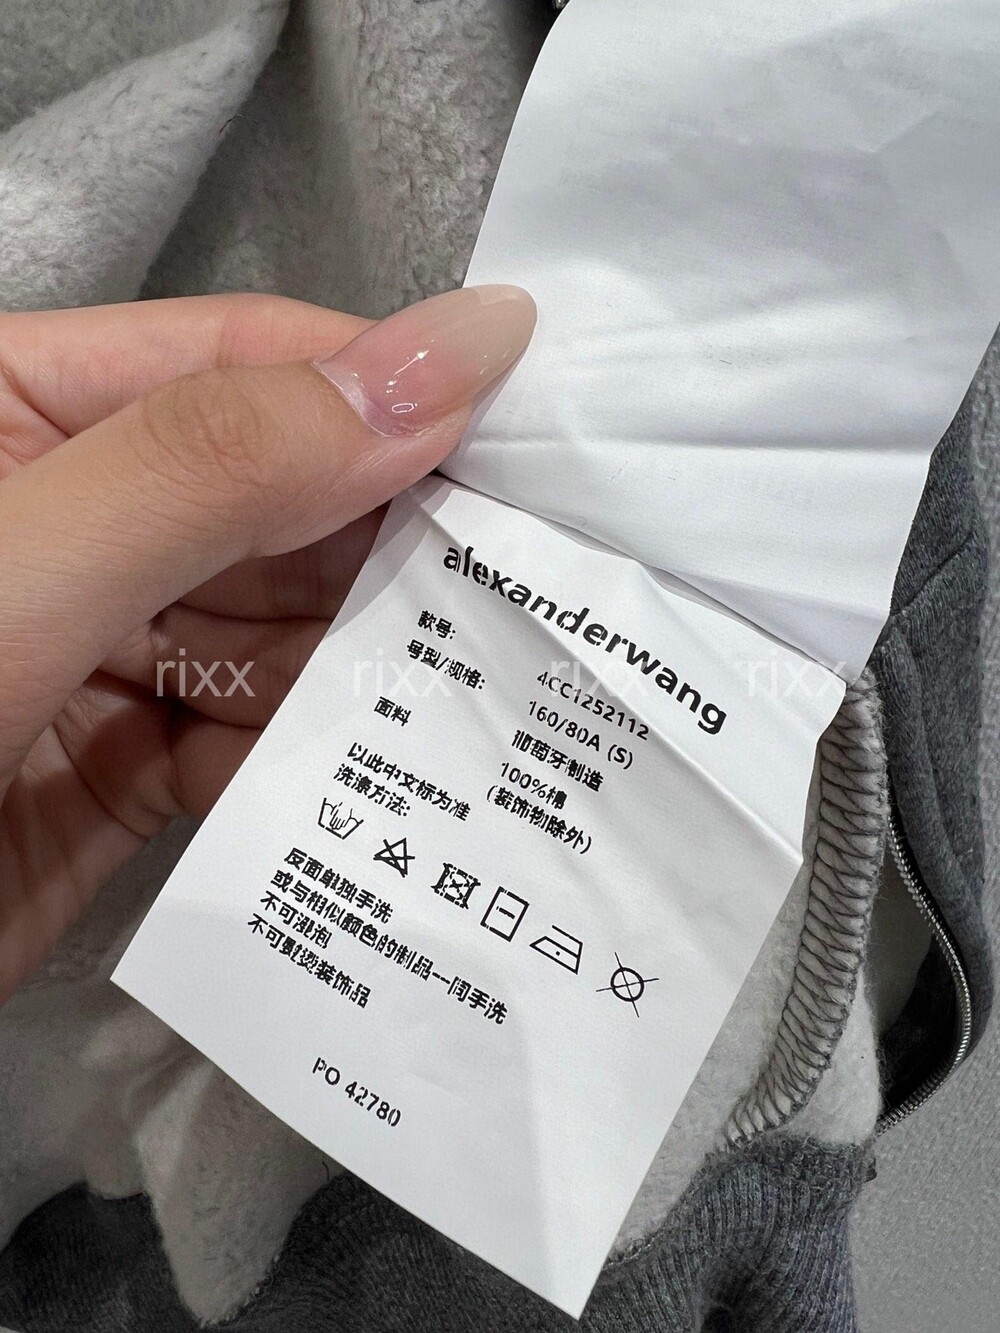 alexanderwang
款号: 4CC1252112
号型/规格: 160/80A (S)
葡萄牙制造
面料 100%棉
(装饰物除外)
以此中文标为准
洗涤方法:
反面单独手洗
或与相似颜色的制品一同手洗
不可浸泡
不可熨烫装饰品
PO 42780
rixx rixx rixx rixx